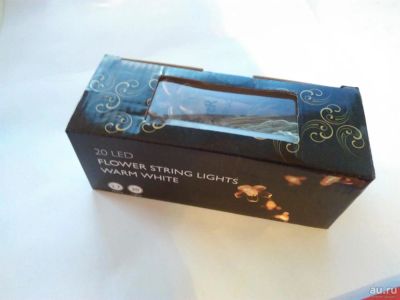 20 LED
FLOWER STRING LIGHTS
WARM WHITE
au.ru